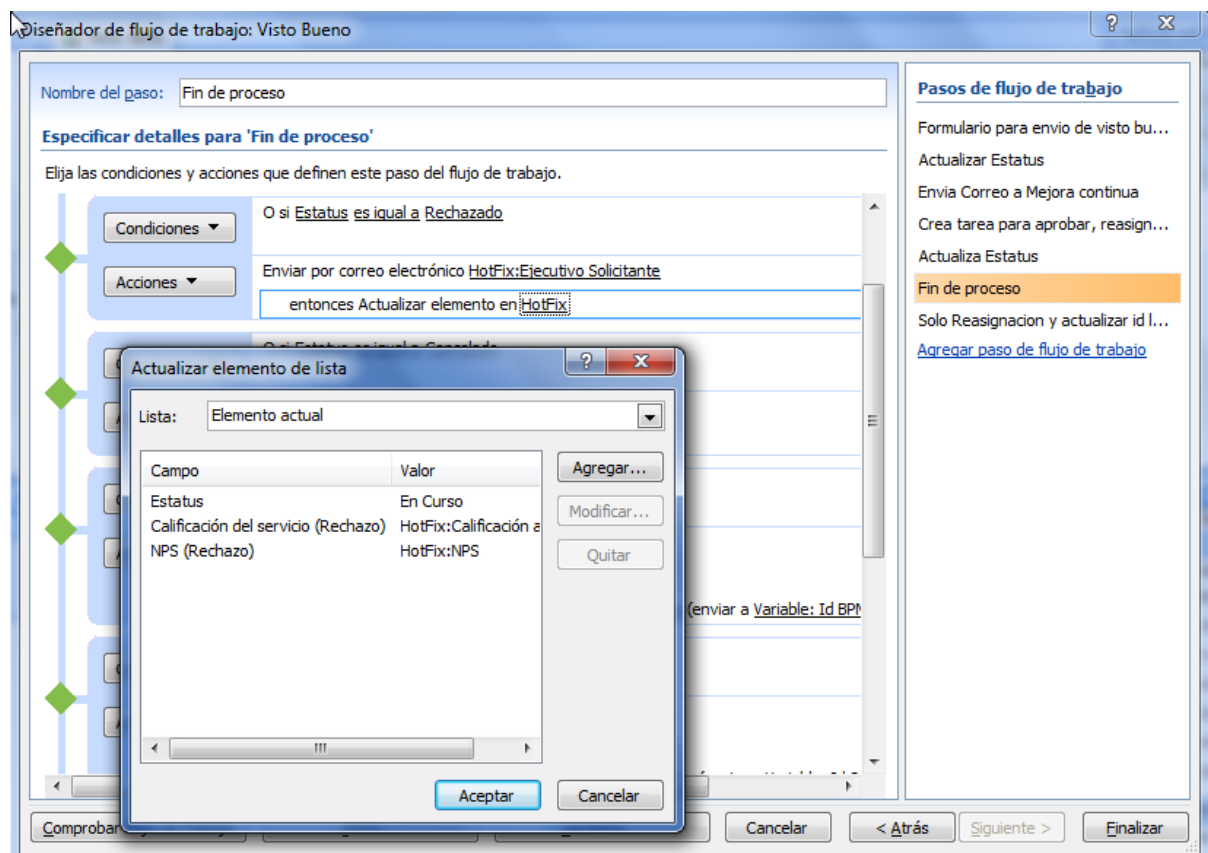 Diseñador de flujo de trabajo: Visto Bueno
Nombre del paso: Fin de proceso
Especificar detalles para 'Fin de proceso'
Elija las condiciones y acciones que definen este paso del flujo de trabajo.
Condiciones
O si Estatus es igual a Rechazado
Acciones
Enviar por correo electrónico HotFix:Ejecutivo Solicitante
entonces Actualizar elemento en HotFix
Actualizar elemento de lista
Lista: Elemento actual
Campo Valor
Estatus En Curso
Calificación del servicio (Rechazo) HotFix:Calificación a
NPS (Rechazo) HotFix:NPS
Agregar...
Modificar...
Quitar
Aceptar Cancelar
(enviar a Variable: Id BPM
Pasos de flujo de trabajo
Formulario para envio de visto bu...
Actualizar Estatus
Envia Correo a Mejora continua
Crea tarea para aprobar, reasign...
Actualiza Estatus
Fin de proceso
Solo Reasignacion y actualizar id l...
Agregar paso de flujo de trabajo
Comprobar Cancelar < Atrás Siguiente > Finalizar